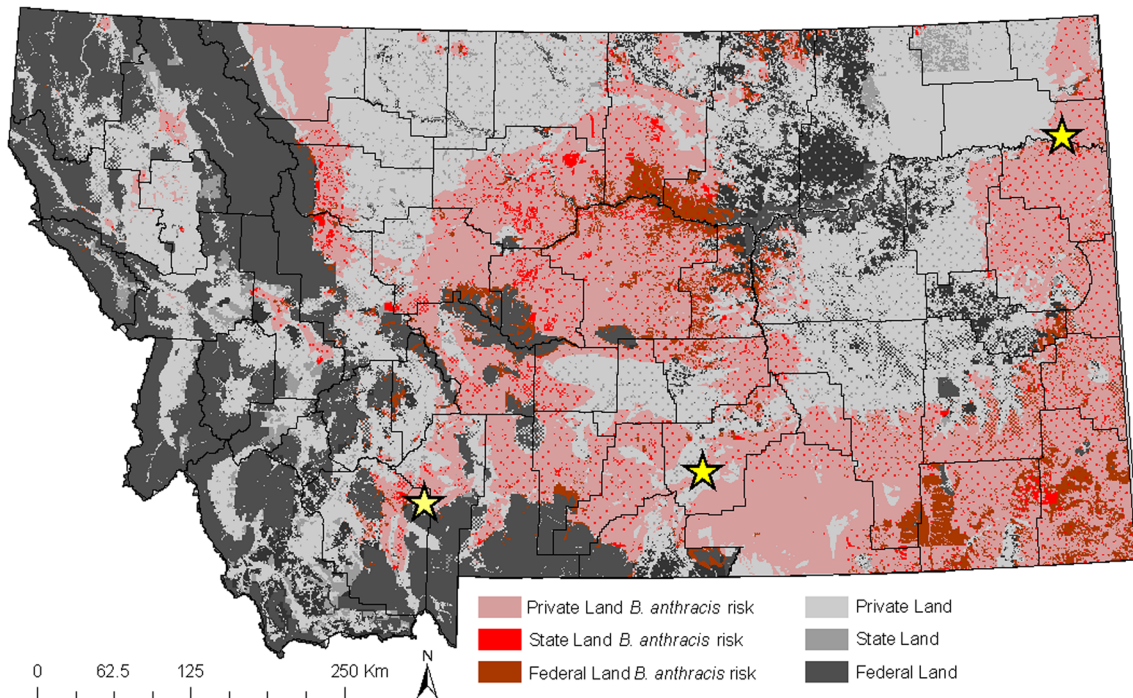 Private Land B. anthracis risk
State Land B. anthracis risk
Federal Land B. anthracis risk
Private Land
State Land
Federal Land
0 62.5 125 250 Km
N